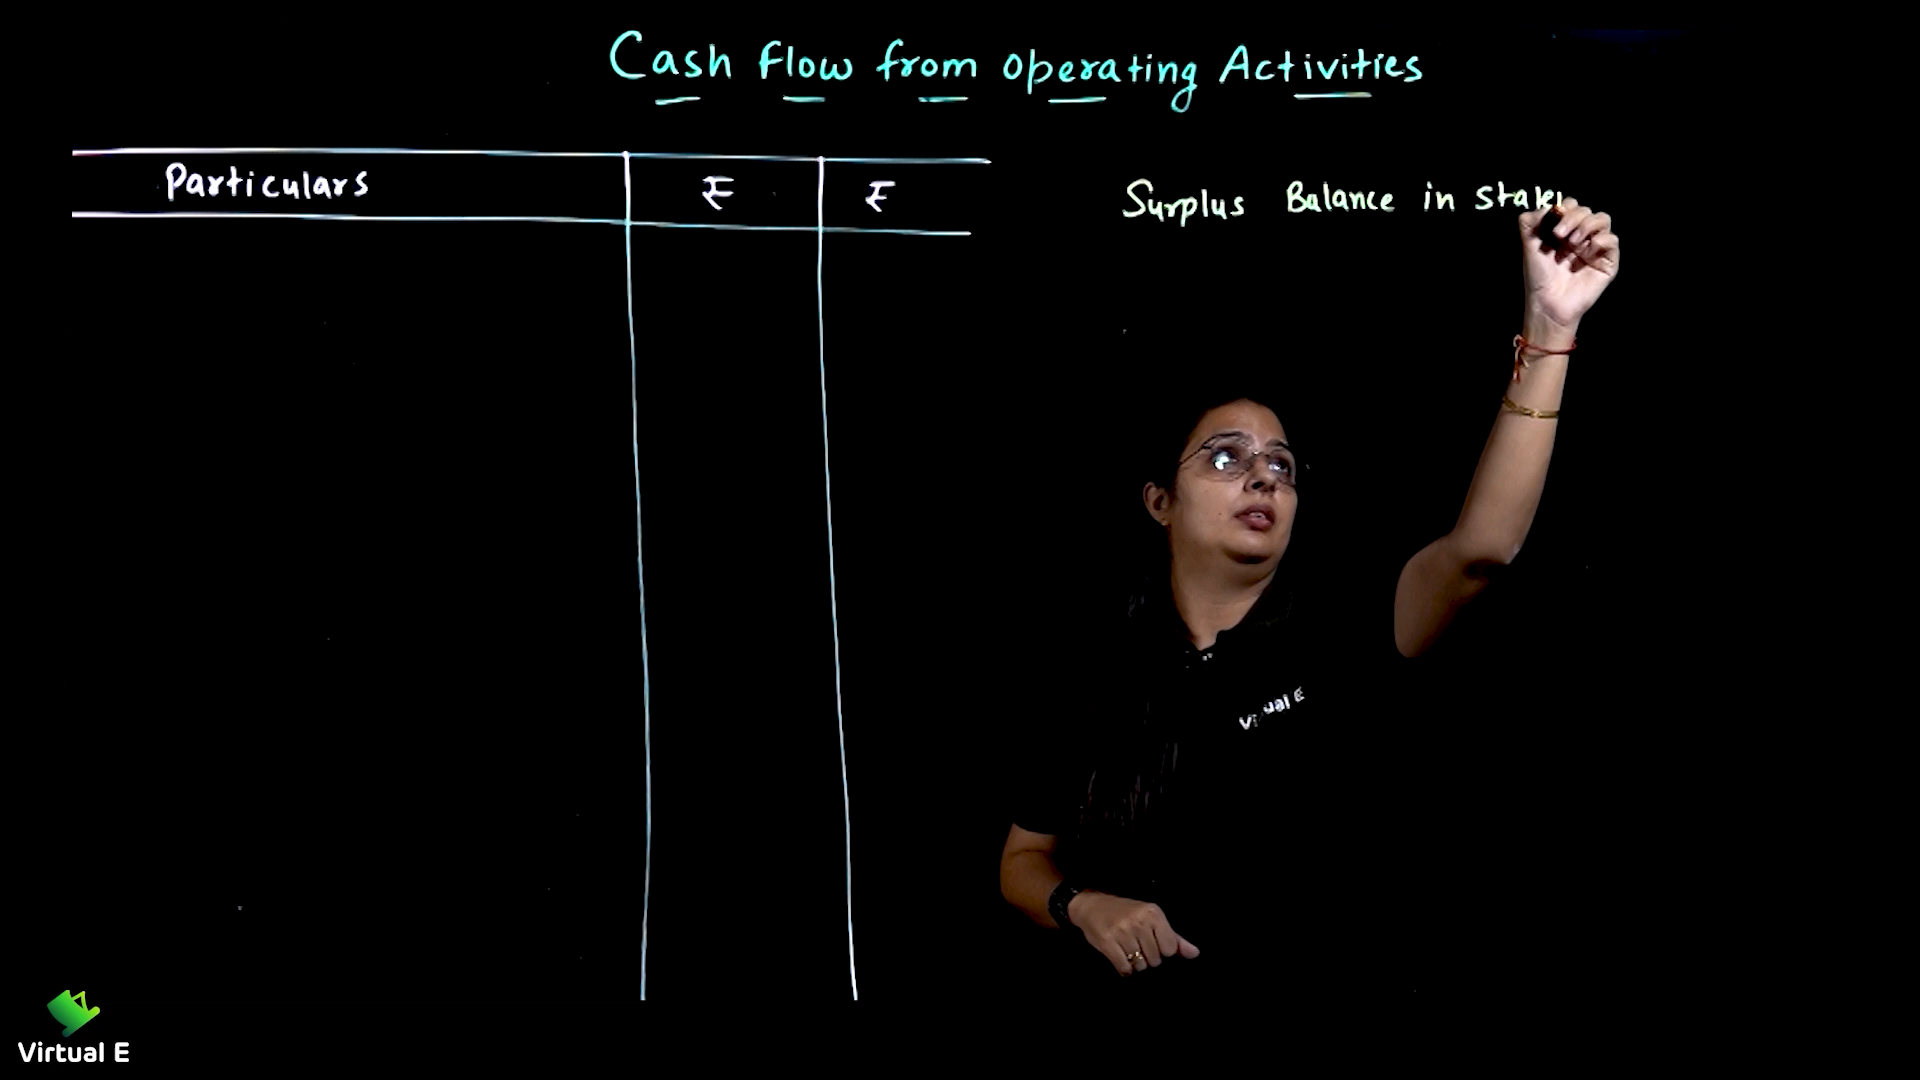 Cash Flow from operating Activities
Particulars ₹ ₹
Surplus Balance in
Virtual E